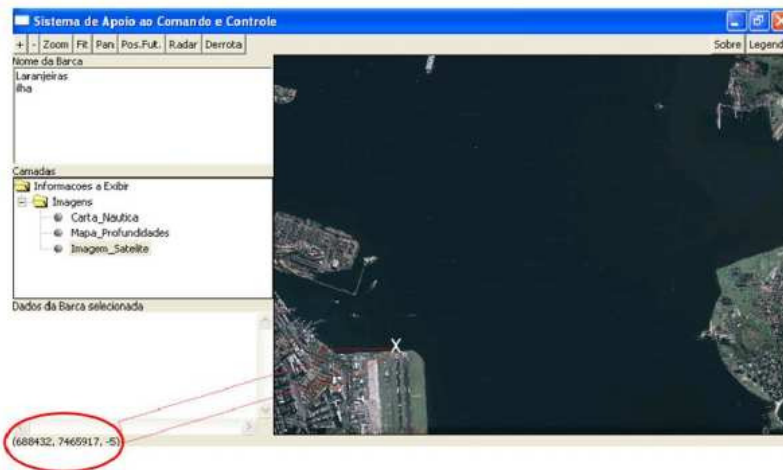 Sistema de Apoio ao Comando e Controle
+ - Zoom Fit Pan Pos.Fut. Radar Derrota Sobre Legend
Nome da Barca
Laranjeiras
ilha
Camadas
Informacoes a Exibir
Imagens
Carta_Nautica
Mapa_Profundidades
Imagem_Satelite
Dados da Barca selecionada
X
(688432, 7465917, -5)